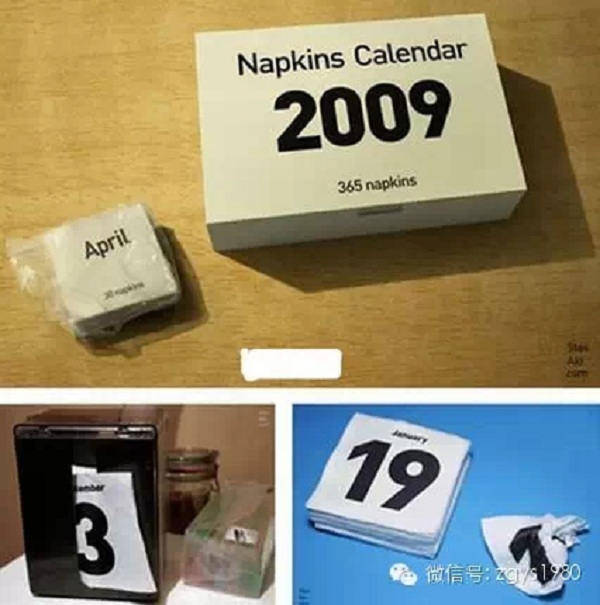 Napkins Calendar
2009
365 napkins
April
30 napkins
Stas
Aki
.com
3
January
19
微信号: zgys1980